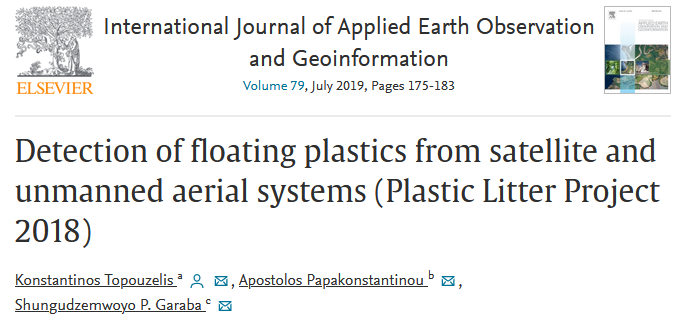 International Journal of Applied Earth Observation
and Geoinformation
Volume 79, July 2019, Pages 175-183
ELSEVIER
Detection of floating plastics from satellite and
unmanned aerial systems (Plastic Litter Project
2018)
Konstantinos Topouzelis a, Apostolos Papakonstantinou b,
Shungudzemwoyo P. Garaba c